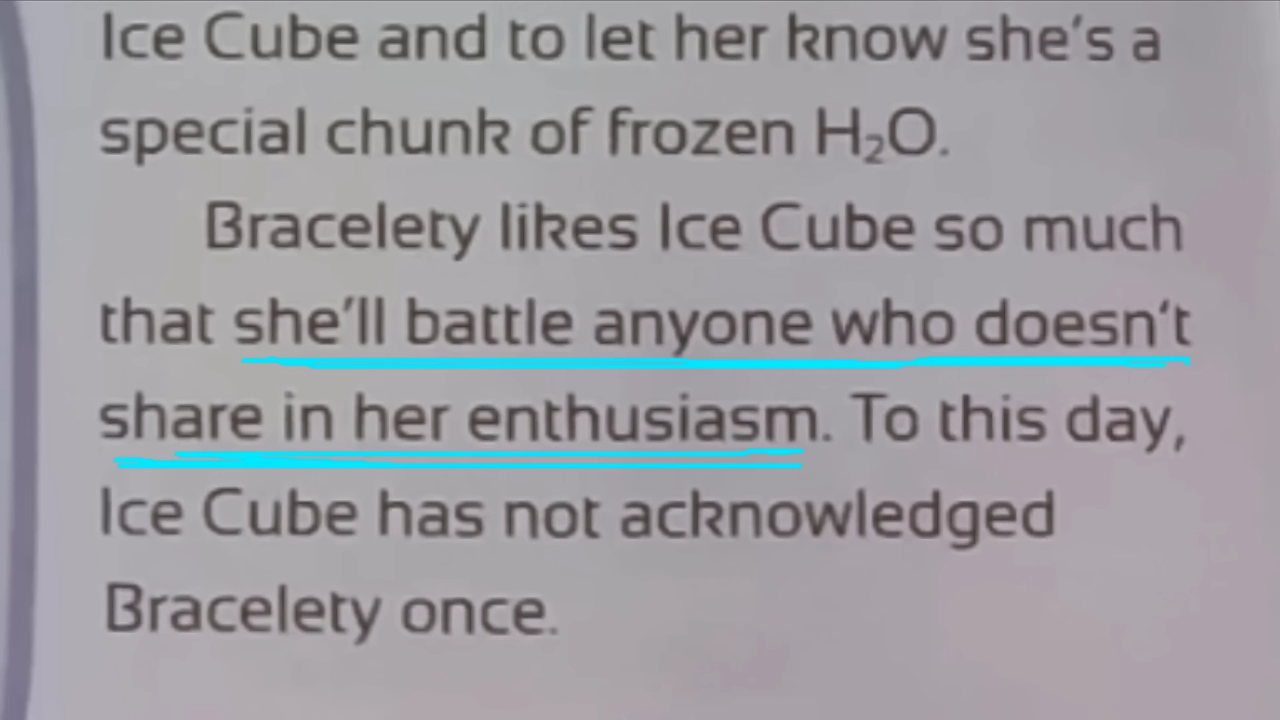 Ice Cube and to let her know she's a
special chunk of frozen H₂O.
Bracelety likes Ice Cube so much
that she'll battle anyone who doesn't
share in her enthusiasm. To this day,
Ice Cube has not acknowledged
Bracelety once.